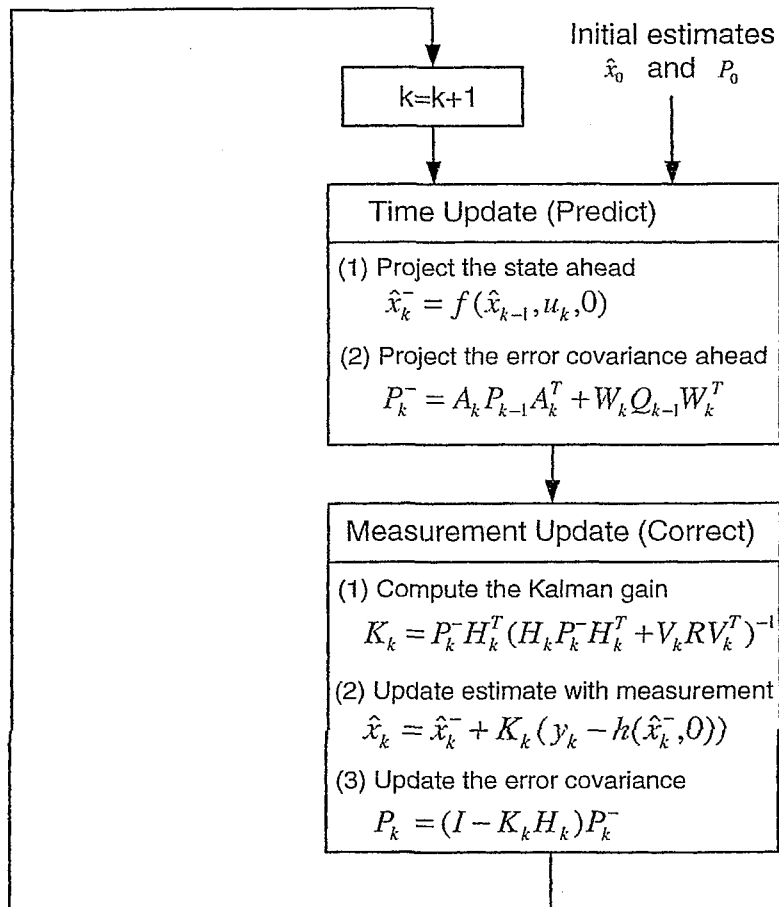 Initial estimates
x̂₀ and P₀
k=k+1
Time Update (Predict)
(1) Project the state ahead
x̂ₖ⁻ = f(x̂ₖ₋₁,uₖ,0)
(2) Project the error covariance ahead
Pₖ⁻ = AₖPₖ₋₁Aₖᵀ + WₖQₖ₋₁Wₖᵀ
Measurement Update (Correct)
(1) Compute the Kalman gain
Kₖ = Pₖ⁻Hₖᵀ(HₖPₖ⁻Hₖᵀ + VₖRVₖᵀ)⁻¹
(2) Update estimate with measurement
x̂ₖ = x̂ₖ⁻ + Kₖ(yₖ − h(x̂ₖ⁻,0))
(3) Update the error covariance
Pₖ = (I − KₖHₖ)Pₖ⁻